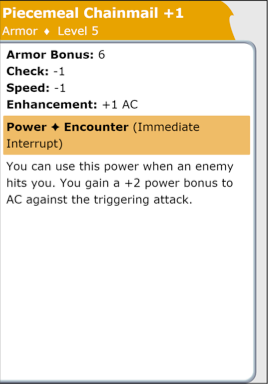 Piecemeal Chainmail +1
Armor ♦ Level 5
Armor Bonus: 6
Check: -1
Speed: -1
Enhancement: +1 AC
Power ✦ Encounter (Immediate
Interrupt)
You can use this power when an enemy
hits you. You gain a +2 power bonus to
AC against the triggering attack.